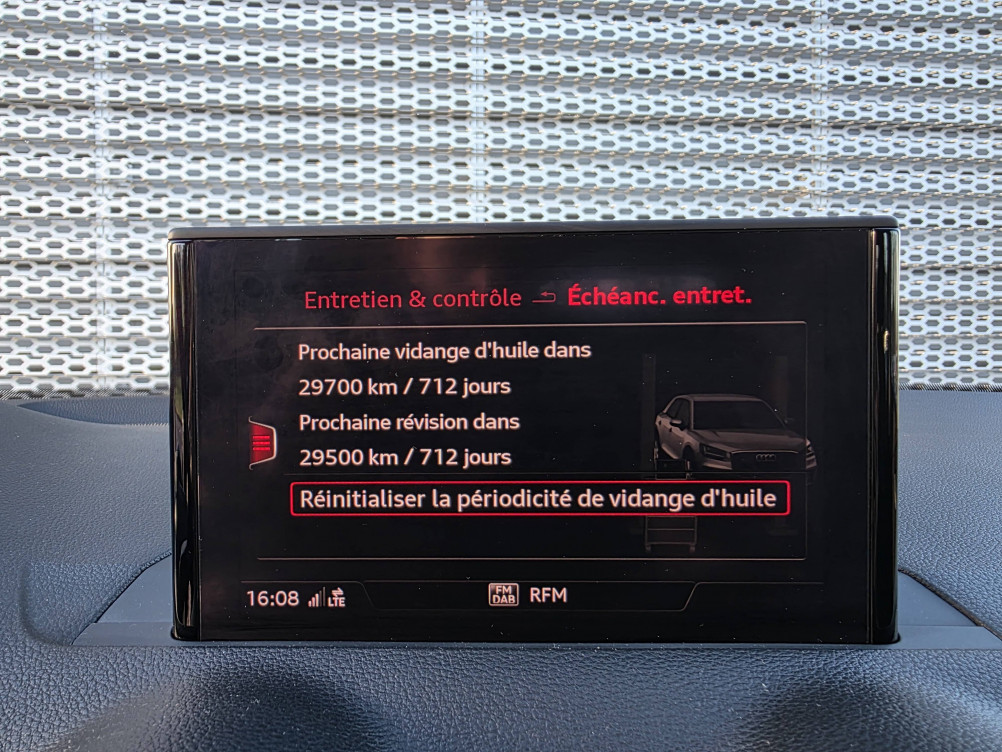 Entretien & contrôle Échéanc. entret.
Prochaine vidange d'huile dans
29700 km / 712 jours
Prochaine révision dans
29500 km / 712 jours
Réinitialiser la périodicité de vidange d'huile
16:08 LTE FM DAB RFM